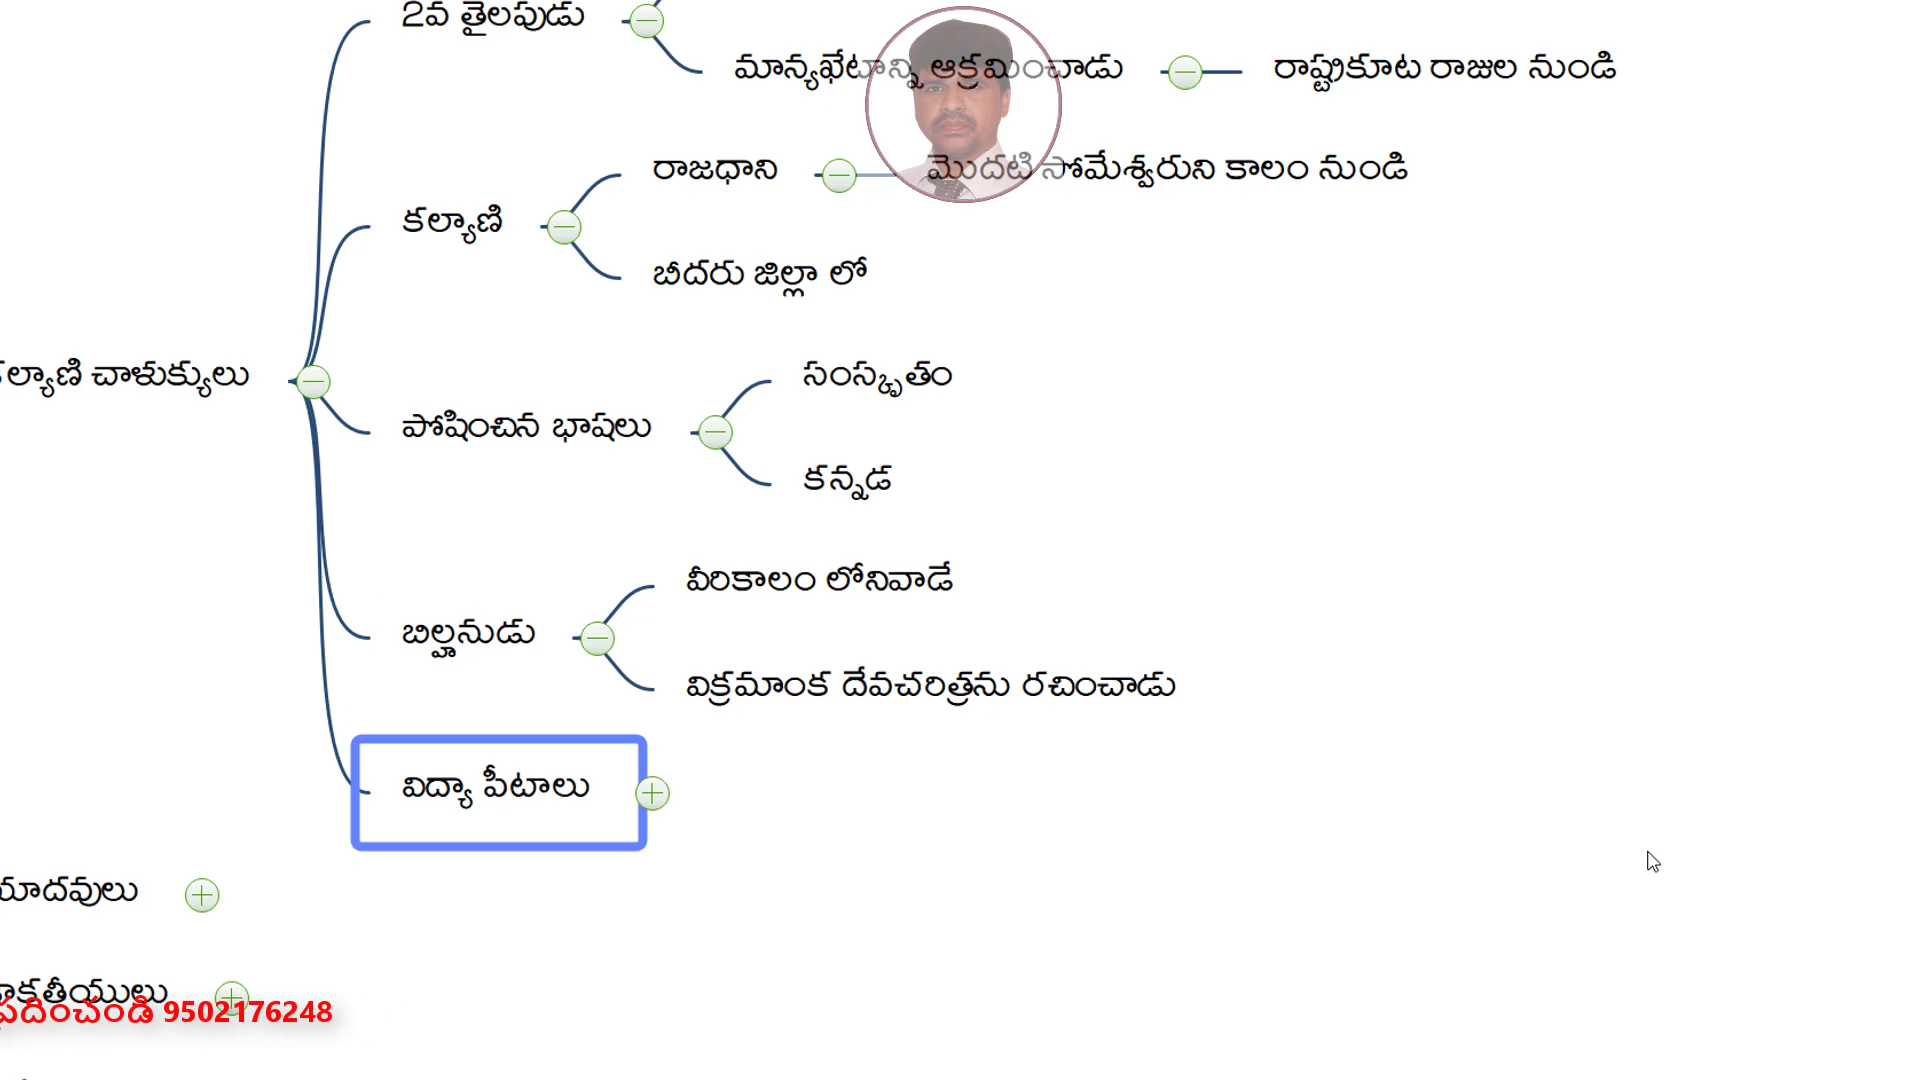 2వ తైలపుడు
మాన్యఖేటాన్ని ఆక్రమించాడు
రాష్ట్రకూట రాజుల నుండి
రాజధాని
మొదటి సోమేశ్వరుని కాలం నుండి
కల్యాణి
బీదరు జిల్లా లో
కల్యాణి చాళుక్యులు
సంస్కృతం
పోషించిన భాషలు
కన్నడ
వీరికాలం లోనివాడే
బిల్హనుడు
విక్రమాంక దేవచరిత్రను రచించాడు
విద్యా పీటాలు
యాదవులు
కాకతీయులు
9502176248